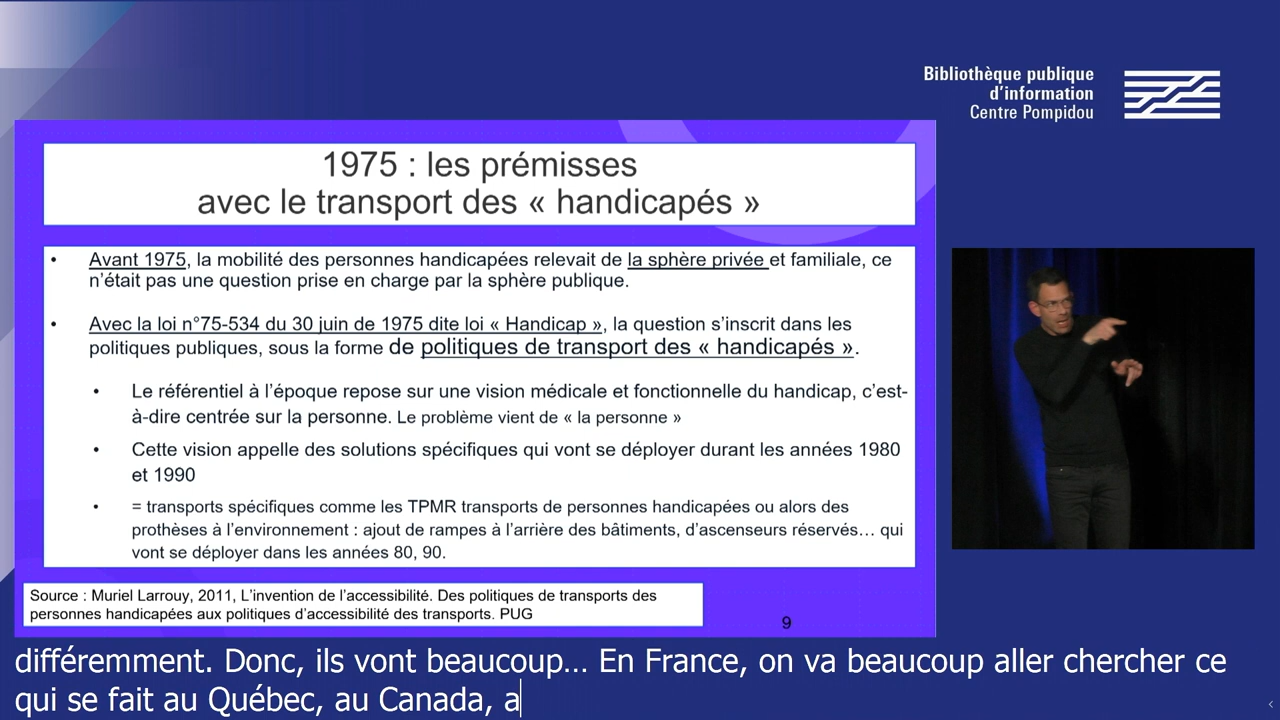 Bibliothèque publique
d'information
Centre Pompidou
1975 : les prémisses
avec le transport des « handicapés »
• Avant 1975, la mobilité des personnes handicapées relevait de la sphère privée et familiale, ce
n'était pas une question prise en charge par la sphère publique.
• Avec la loi n°75-534 du 30 juin de 1975 dite loi « Handicap », la question s'inscrit dans les
politiques publiques, sous la forme de politiques de transport des « handicapés ».
• Le référentiel à l'époque repose sur une vision médicale et fonctionnelle du handicap, c'est-
à-dire centrée sur la personne. Le problème vient de « la personne »
• Cette vision appelle des solutions spécifiques qui vont se déployer durant les années 1980
et 1990
• = transports spécifiques comme les TPMR transports de personnes handicapées ou alors des
prothèses à l'environnement : ajout de rampes à l'arrière des bâtiments, d'ascenseurs réservés… qui
vont se déployer dans les années 80, 90.
Source : Muriel Larrouy, 2011, L'invention de l'accessibilité. Des politiques de transports des
personnes handicapées aux politiques d'accessibilité des transports. PUG
9
différemment. Donc, ils vont beaucoup… En France, on va beaucoup aller chercher ce
qui se fait au Québec, au Canada, a